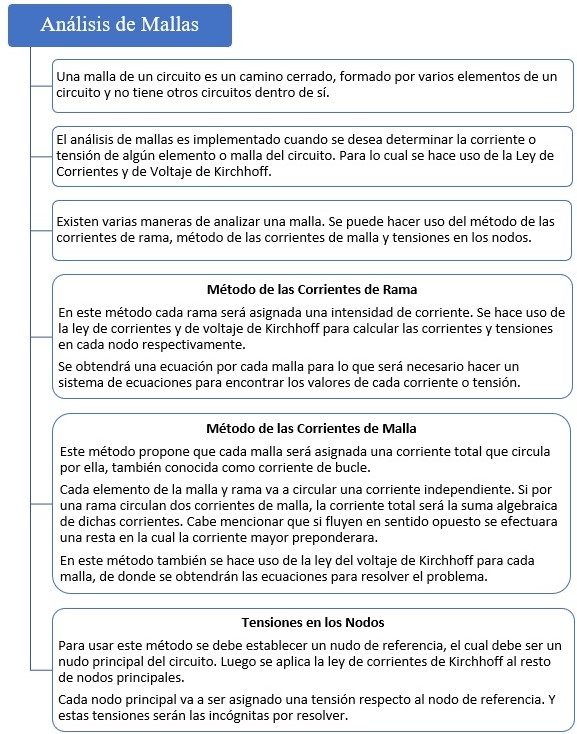 Análisis de Mallas
Una malla de un circuito es un camino cerrado, formado por varios elementos de un
circuito y no tiene otros circuitos dentro de sí.
El análisis de mallas es implementado cuando se desea determinar la corriente o
tensión de algún elemento o malla del circuito. Para lo cual se hace uso de la Ley de
Corrientes y de Voltaje de Kirchhoff.
Existen varias maneras de analizar una malla. Se puede hacer uso del método de las
corrientes de rama, método de las corrientes de malla y tensiones en los nodos.
Método de las Corrientes de Rama
En este método cada rama será asignada una intensidad de corriente. Se hace uso de
la ley de corrientes y de voltaje de Kirchhoff para calcular las corrientes y tensiones
en cada nodo respectivamente.
Se obtendrá una ecuación por cada malla para lo que será necesario hacer un
sistema de ecuaciones para encontrar los valores de cada corriente o tensión.
Método de las Corrientes de Malla
Este método propone que cada malla será asignada una corriente total que circula
por ella, también conocida como corriente de bucle.
Cada elemento de la malla y rama va a circular una corriente independiente. Si por
una rama circulan dos corrientes de malla, la corriente total será la suma algebraica
de dichas corrientes. Cabe mencionar que si fluyen en sentido opuesto se efectuara
una resta en la cual la corriente mayor preponderara.
En este método también se hace uso de la ley del voltaje de Kirchhoff para cada
malla, de donde se obtendrán las ecuaciones para resolver el problema.
Tensiones en los Nodos
Para usar este método se debe establecer un nudo de referencia, el cual debe ser un
nudo principal del circuito. Luego se aplica la ley de corrientes de Kirchhoff al resto
de nodos principales.
Cada nodo principal va a ser asignado una tensión respecto al nodo de referencia. Y
estas tensiones serán las incógnitas por resolver.